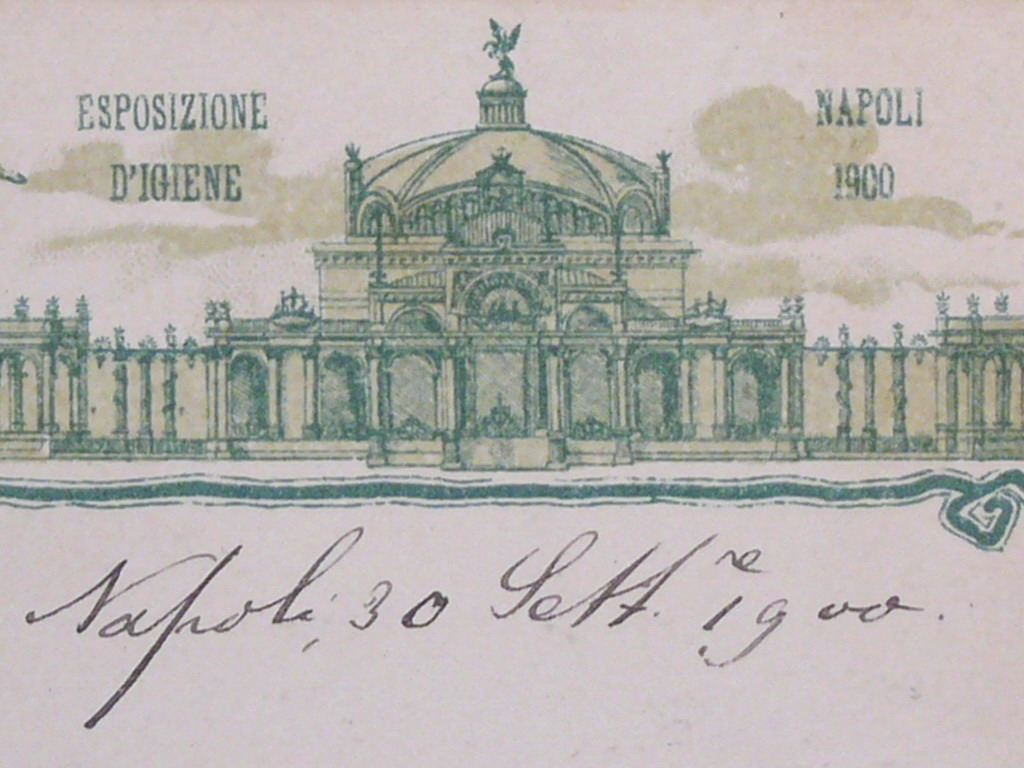 ESPOSIZIONE
D'IGIENE
NAPOLI
1900
Napoli, 30 Sett.re 1900.